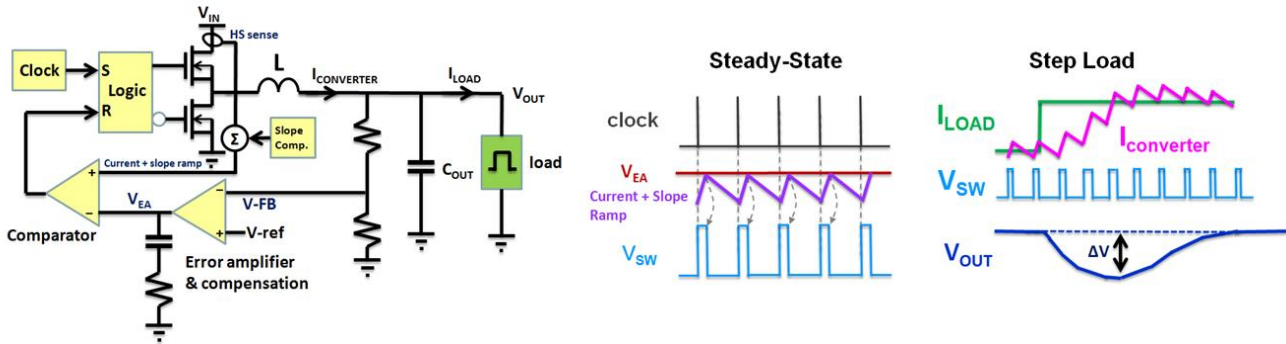 V_IN
HS sense
Clock
S
Logic
R
L
I_CONVERTER
I_LOAD
V_OUT
Σ
Slope
Comp.
load
Current + slope ramp
C_OUT
+
−
Comparator
V_EA
−
V-FB
+
V-ref
Error amplifier
& compensation
Steady-State
clock
V_EA
Current + Slope
Ramp
V_SW
Step Load
I_LOAD
I_converter
V_SW
V_OUT
ΔV